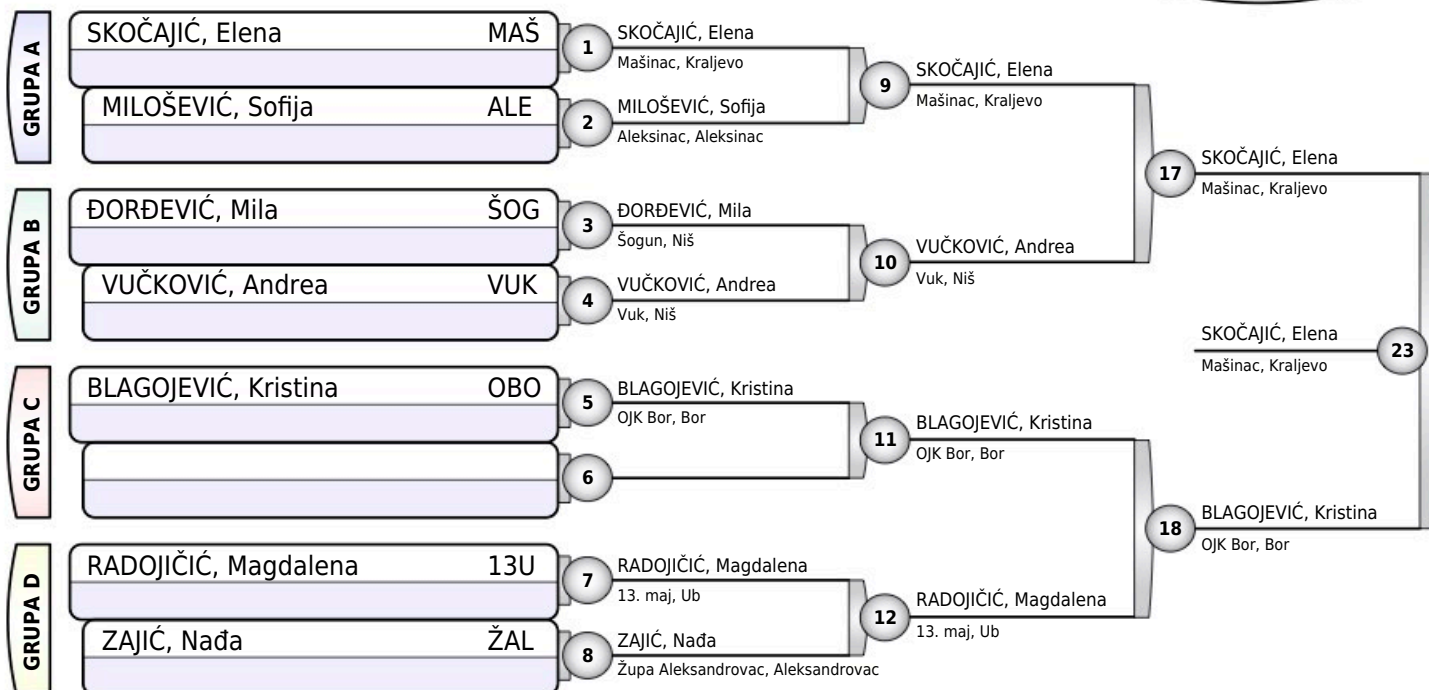 GRUPA A
SKOČAJIĆ, Elena MAŠ
MILOŠEVIĆ, Sofija ALE
1
SKOČAJIĆ, Elena
Mašinac, Kraljevo
2
MILOŠEVIĆ, Sofija
Aleksinac, Aleksinac
9
SKOČAJIĆ, Elena
Mašinac, Kraljevo
GRUPA B
ĐORĐEVIĆ, Mila ŠOG
VUČKOVIĆ, Andrea VUK
3
ĐORĐEVIĆ, Mila
Šogun, Niš
4
VUČKOVIĆ, Andrea
Vuk, Niš
10
VUČKOVIĆ, Andrea
Vuk, Niš
17
SKOČAJIĆ, Elena
Mašinac, Kraljevo
SKOČAJIĆ, Elena
Mašinac, Kraljevo
23
GRUPA C
BLAGOJEVIĆ, Kristina OBO
5
BLAGOJEVIĆ, Kristina
OJK Bor, Bor
6
11
BLAGOJEVIĆ, Kristina
OJK Bor, Bor
18
BLAGOJEVIĆ, Kristina
OJK Bor, Bor
GRUPA D
RADOJIČIĆ, Magdalena 13U
ZAJIĆ, Nađa ŽAL
7
RADOJIČIĆ, Magdalena
13. maj, Ub
8
ZAJIĆ, Nađa
Župa Aleksandrovac, Aleksandrovac
12
RADOJIČIĆ, Magdalena
13. maj, Ub